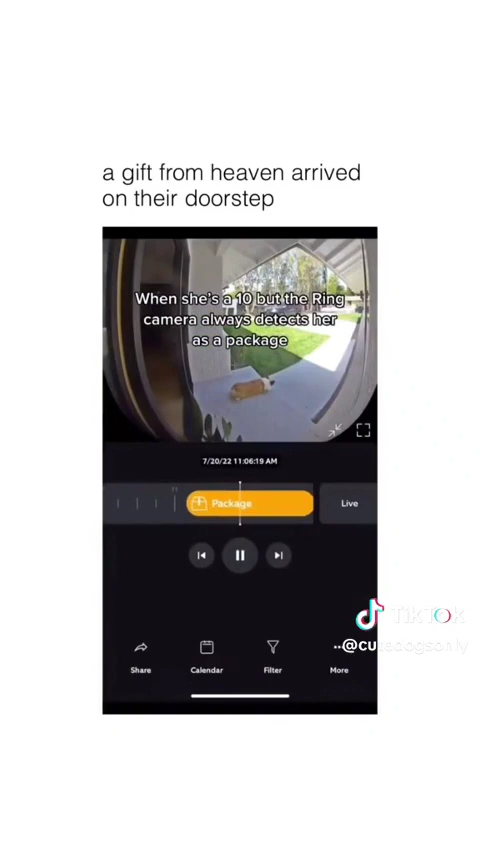 a gift from heaven arrived
on their doorstep
When she's a 10 but the Ring
camera always detects her
as a package
7/20/22 11:06:19 AM
Package
Live
TikTok
@cutedogsonly
Share
Calendar
Filter
More